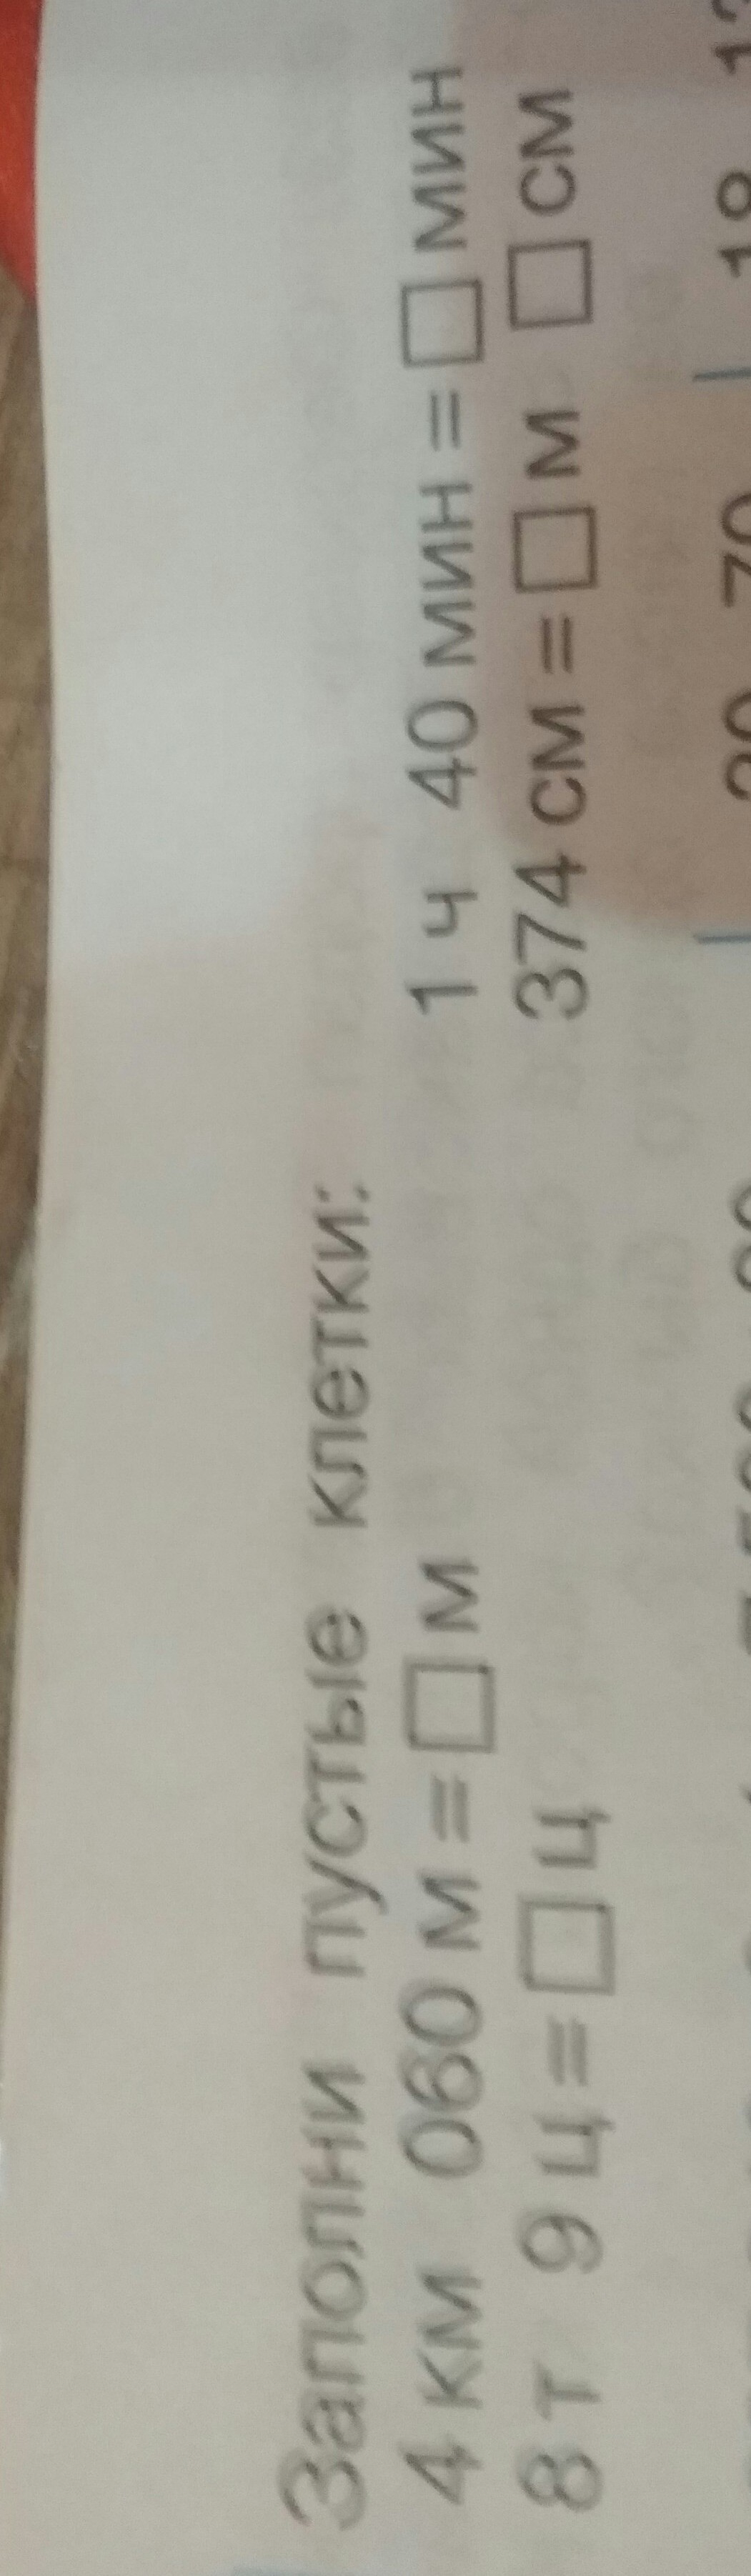 Заполни пустые клетки:
4 км 060 м = □ м 1 ч 40 мин = □ мин
8 т 9 ц = □ ц 374 см = □ м □ см